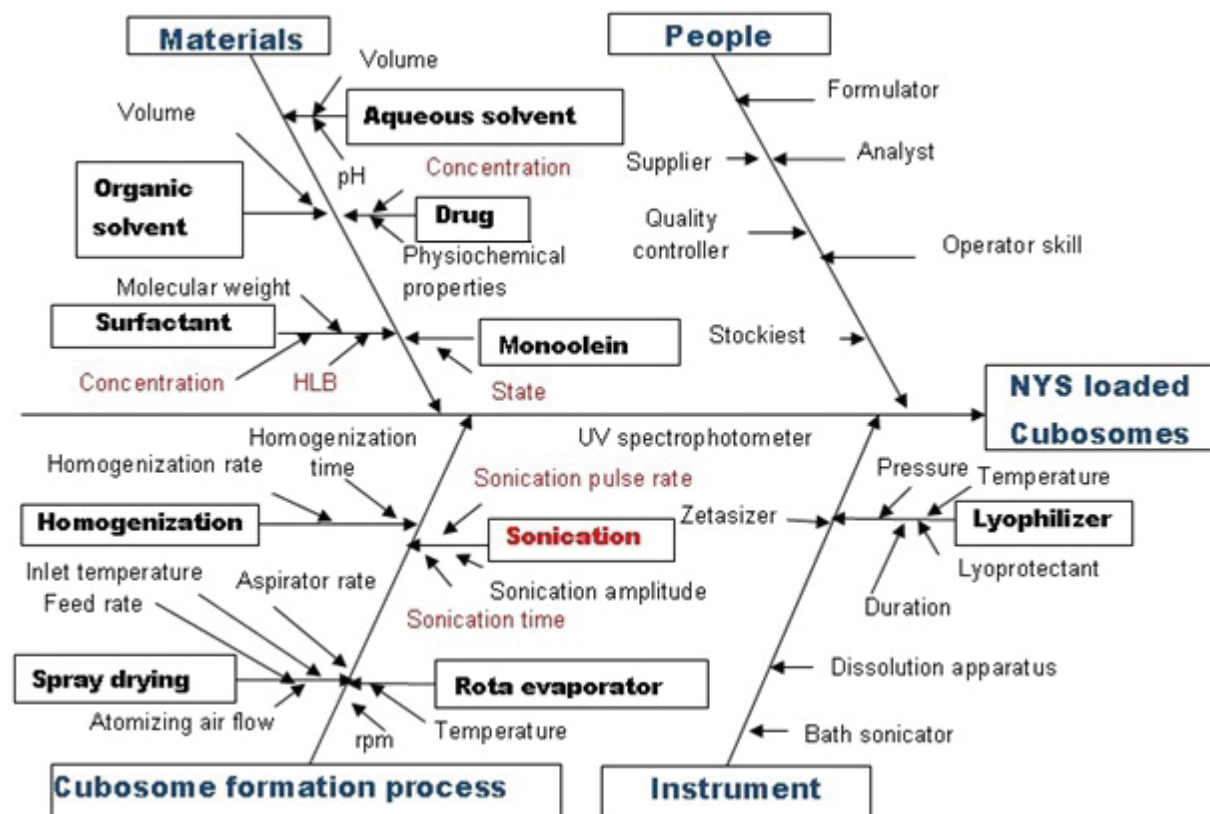 Materials
People
Volume
Formulator
Volume
Aqueous solvent
Supplier
Analyst
pH
Concentration
Organic
solvent
Drug
Quality
controller
Operator skill
Physiochemical
properties
Molecular weight
Surfactant
Monoolein
Stockiest
Concentration
HLB
State
NYS loaded
Cubosomes
Homogenization
time
UV spectrophotometer
Homogenization rate
Sonication pulse rate
Pressure
Temperature
Homogenization
Sonication
Zetasizer
Lyophilizer
Inlet temperature
Feed rate
Aspirator rate
Sonication amplitude
Lyoprotectant
Sonication time
Duration
Spray drying
Rota evaporator
Dissolution apparatus
Atomizing air flow
rpm
Temperature
Bath sonicator
Cubosome formation process
Instrument